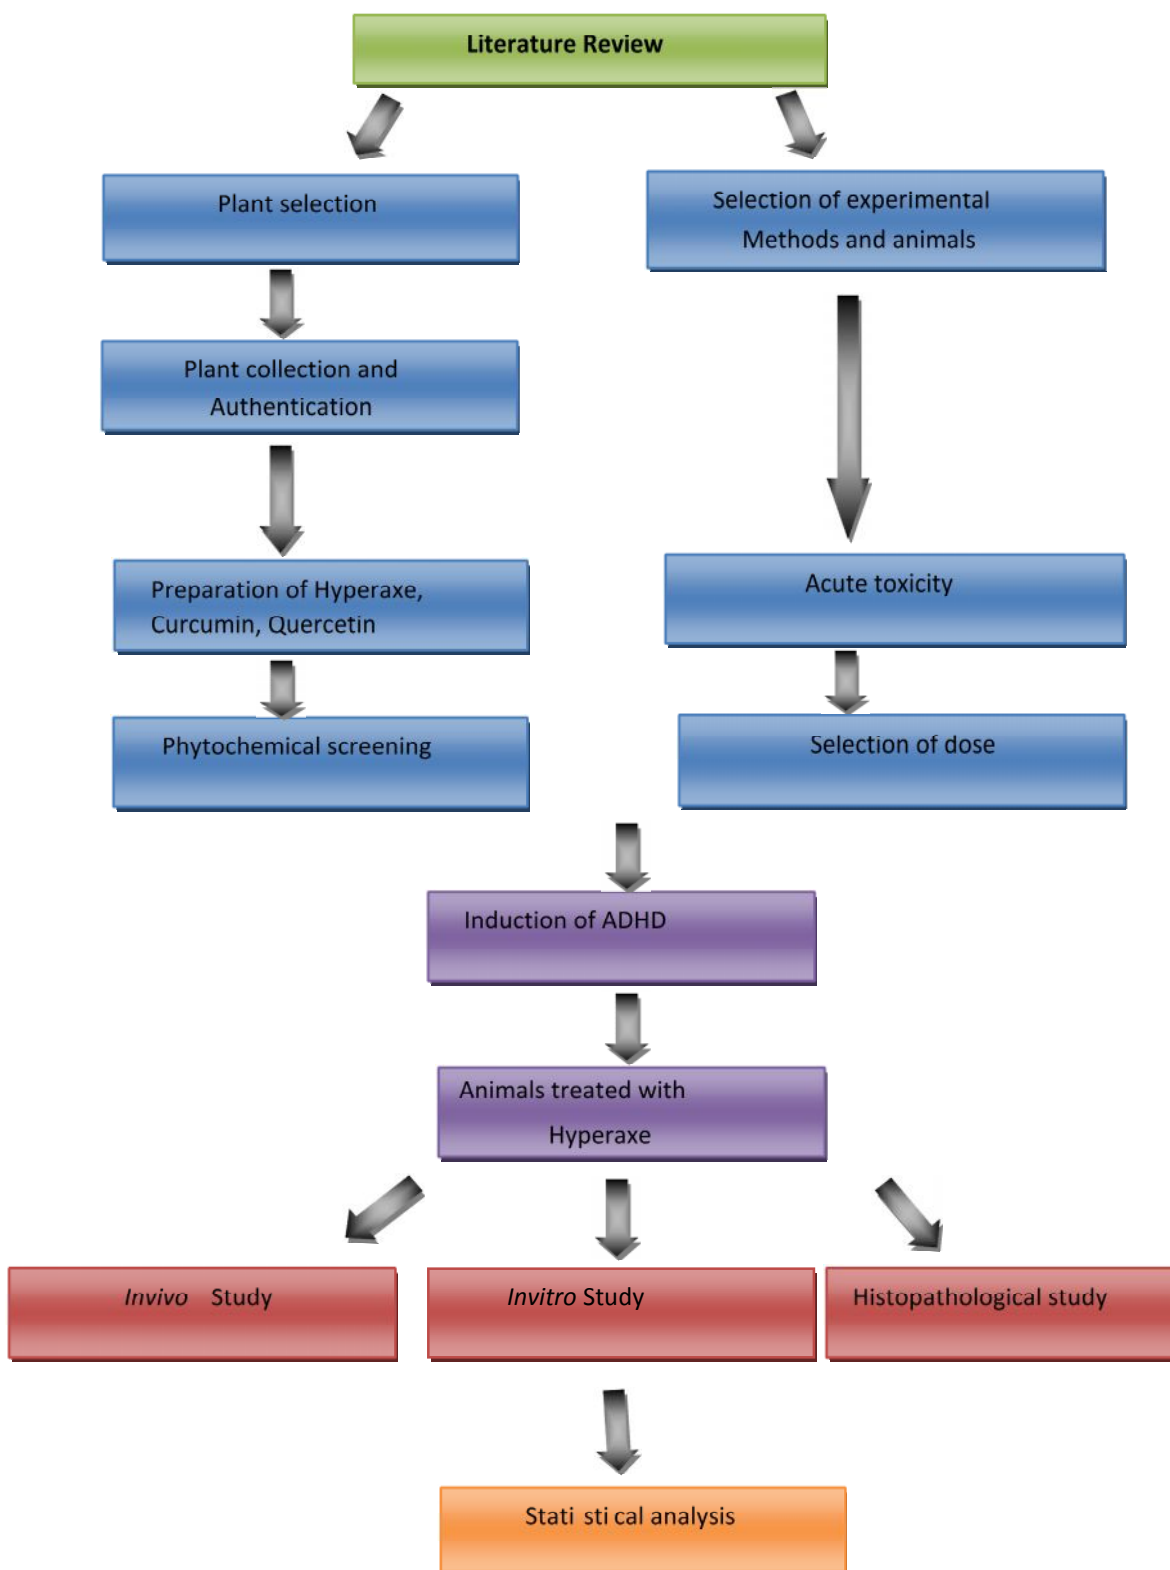 Literature Review
Plant selection
Selection of experimental
Methods and animals
Plant collection and
Authentication
Preparation of Hyperaxe,
Curcumin, Quercetin
Acute toxicity
Phytochemical screening
Selection of dose
Induction of ADHD
Animals treated with
Hyperaxe
Invivo Study
Invitro Study
Histopathological study
Stati sti cal analysis